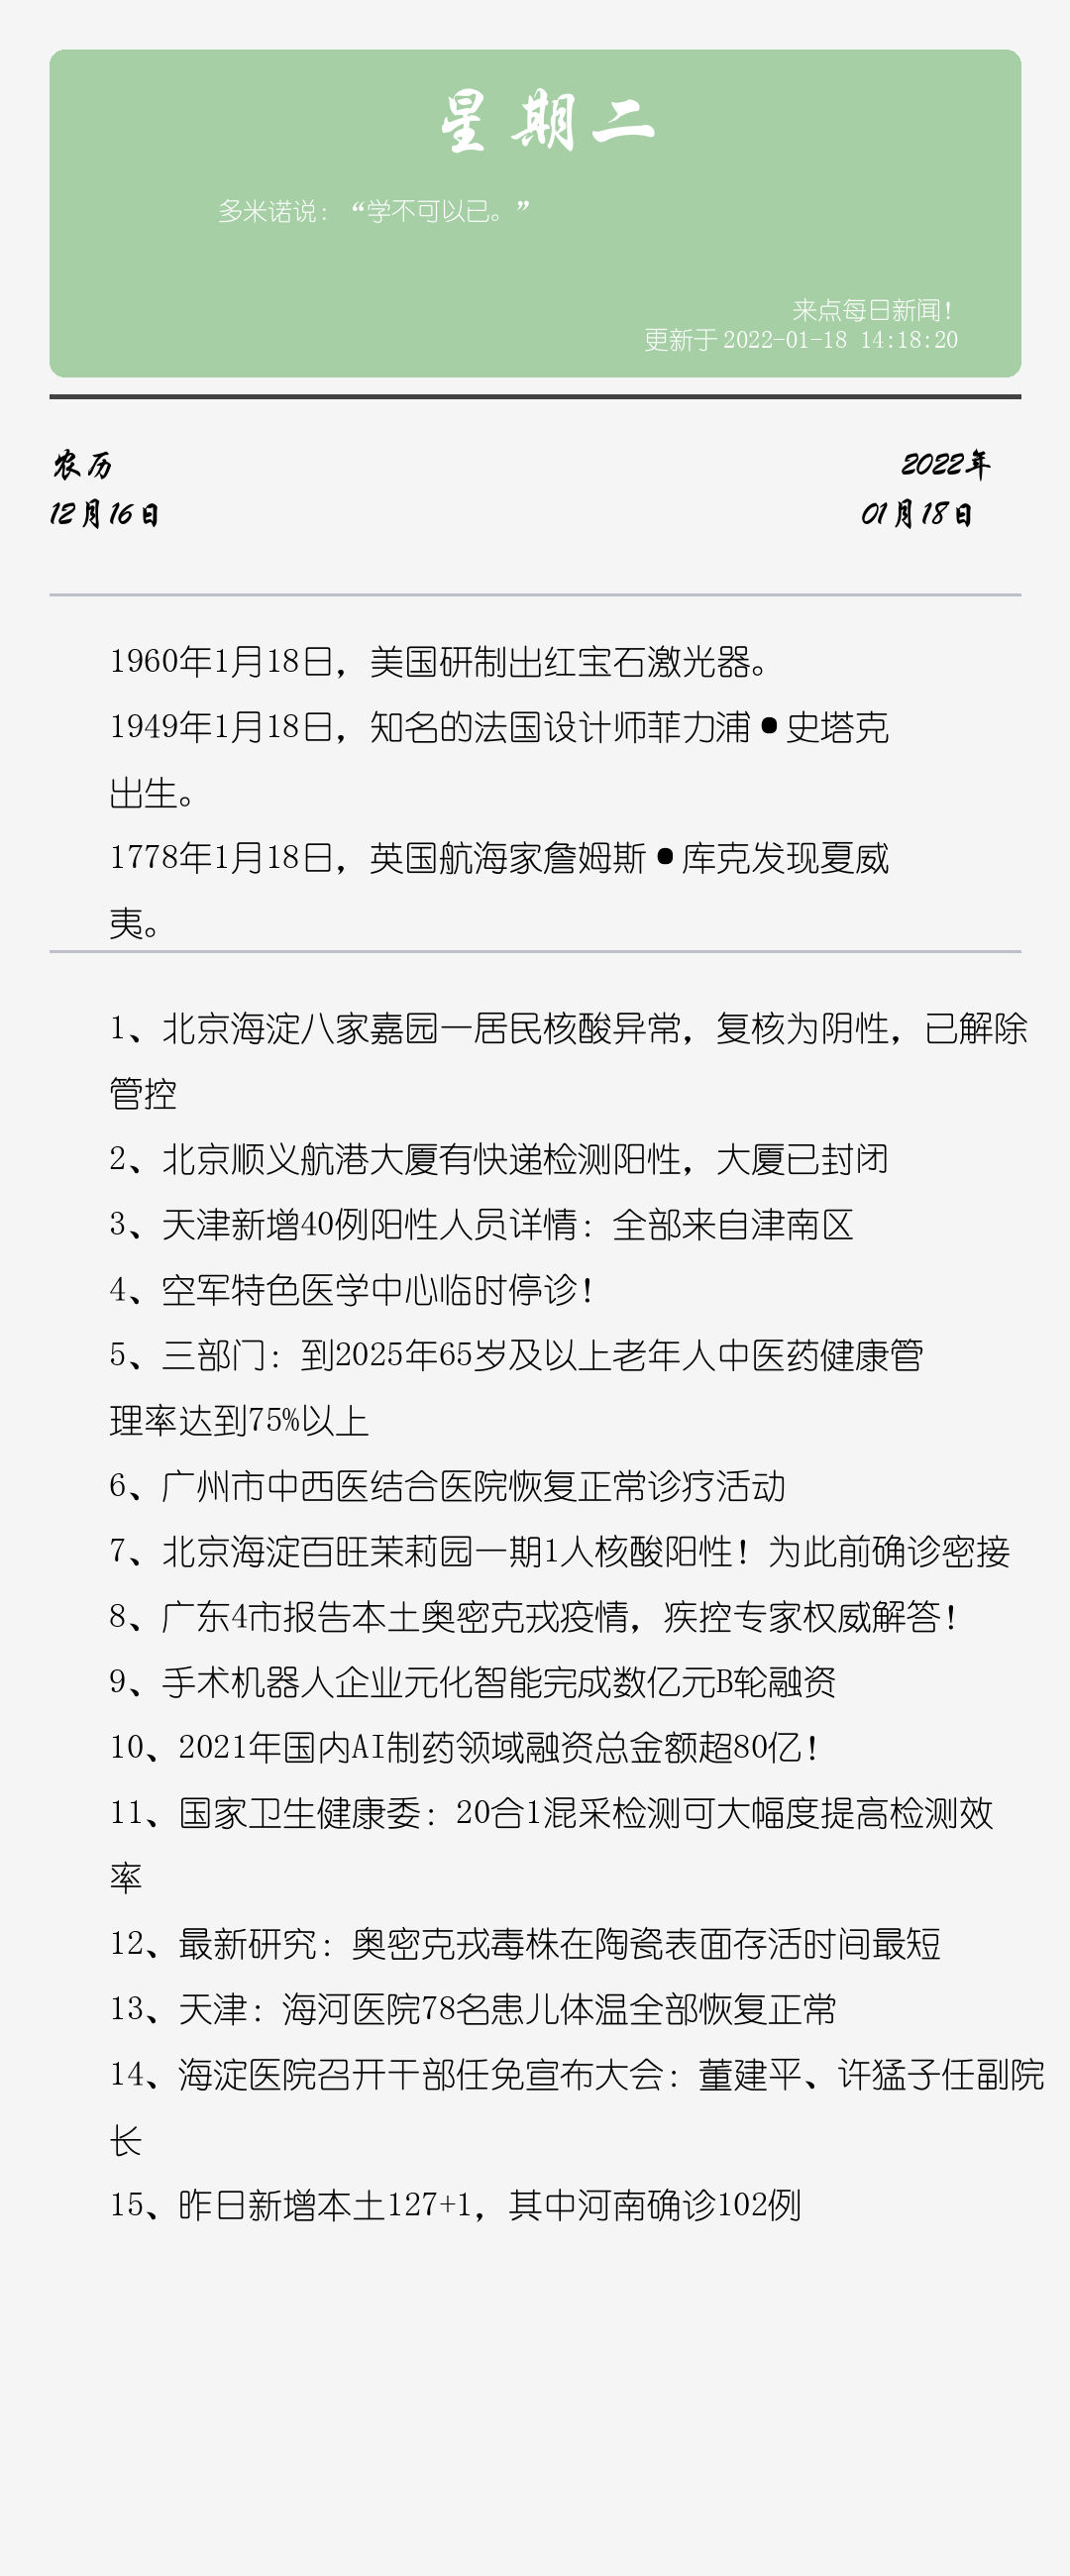 星期二
多米诺说：“学不可以已。”
来点每日新闻！
更新于2022-01-18 14:18:20
农历
2022年
12月16日
01月18日
1960年1月18日，美国研制出红宝石激光器。
1949年1月18日，知名的法国设计师菲力浦•史塔克
出生。
1778年1月18日，英国航海家詹姆斯•库克发现夏威
夷。
1、北京海淀八家嘉园一居民核酸异常，复核为阴性，已解除
管控
2、北京顺义航港大厦有快递检测阳性，大厦已封闭
3、天津新增40例阳性人员详情：全部来自津南区
4、空军特色医学中心临时停诊！
5、三部门：到2025年65岁及以上老年人中医药健康管
理率达到75%以上
6、广州市中西医结合医院恢复正常诊疗活动
7、北京海淀百旺茉莉园一期1人核酸阳性！为此前确诊密接
8、广东4市报告本土奥密克戎疫情，疾控专家权威解答！
9、手术机器人企业元化智能完成数亿元B轮融资
10、2021年国内AI制药领域融资总金额超80亿！
11、国家卫生健康委：20合1混采检测可大幅度提高检测效
率
12、最新研究：奥密克戎毒株在陶瓷表面存活时间最短
13、天津：海河医院78名患儿体温全部恢复正常
14、海淀医院召开干部任免宣布大会：董建平、许猛子任副院
长
15、昨日新增本土127+1，其中河南确诊102例